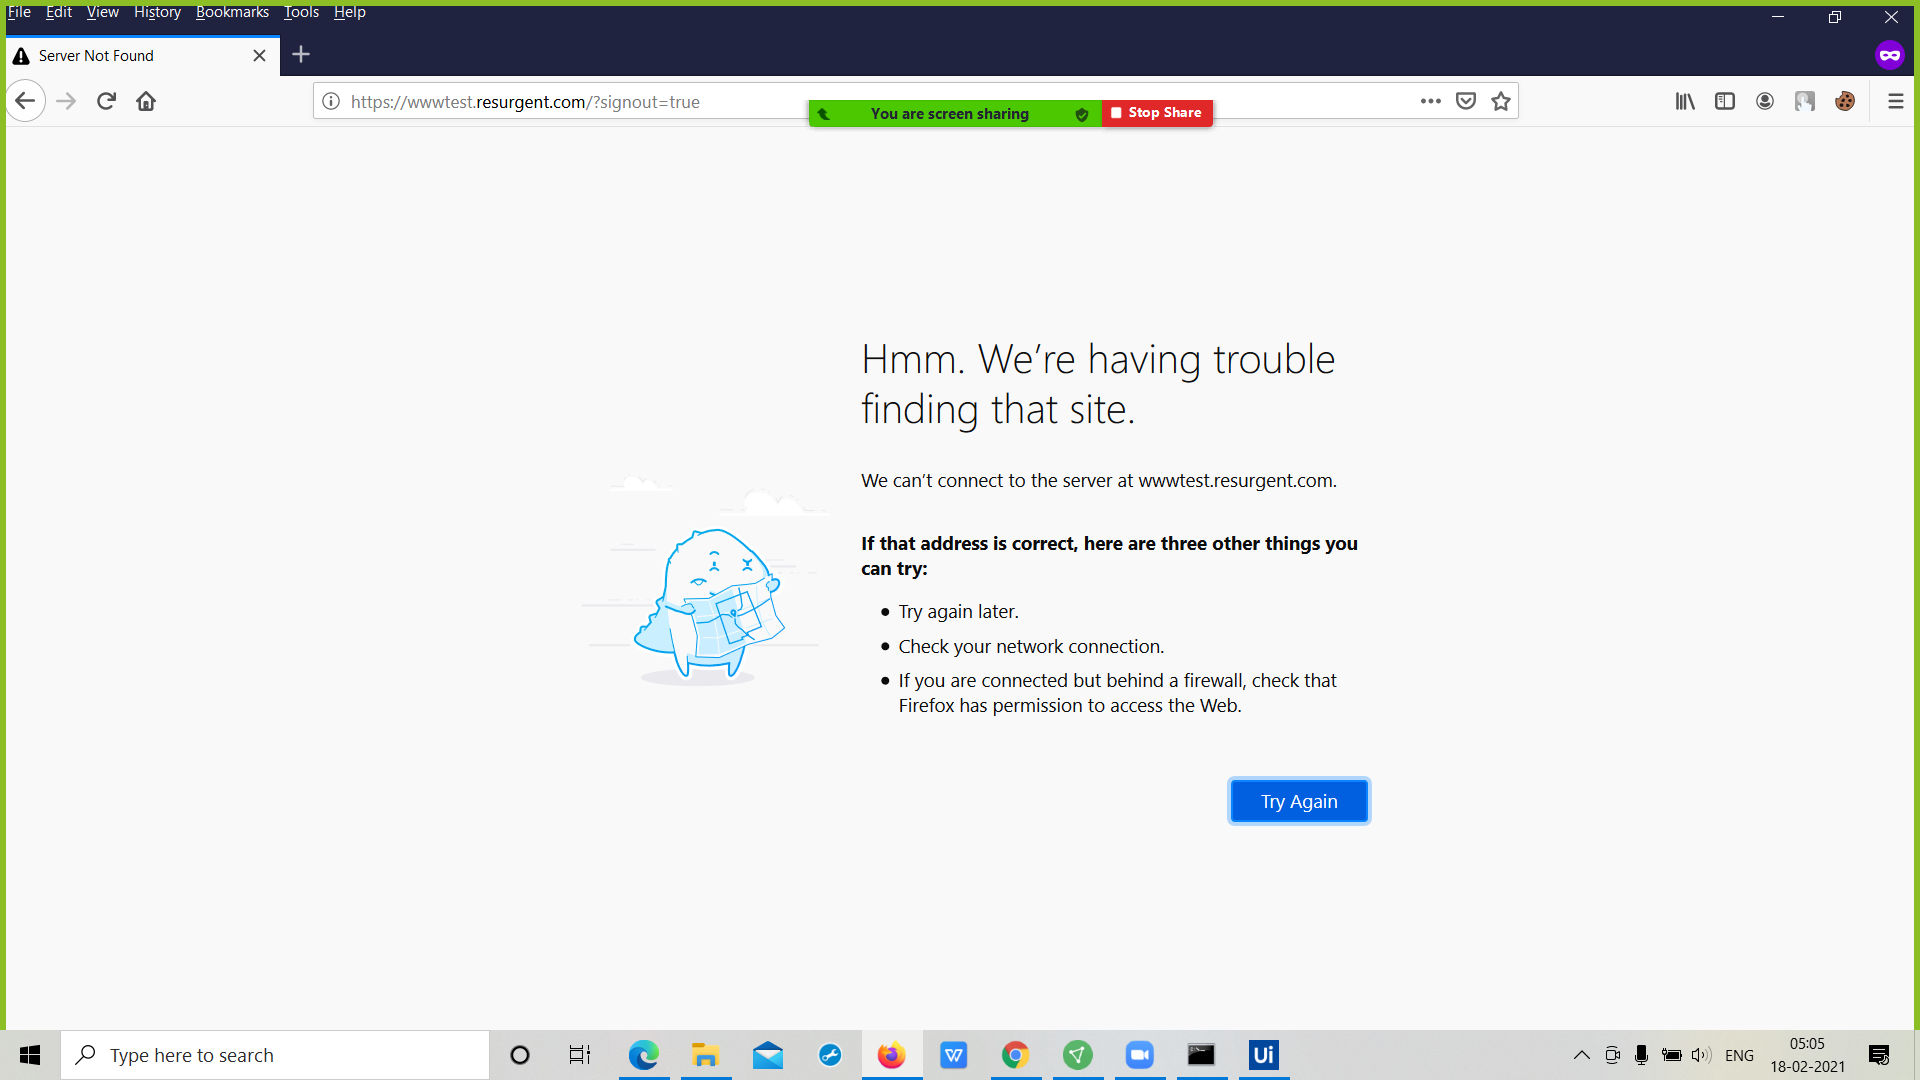 File Edit View History Bookmarks Tools Help
Server Not Found
https://wwwtest.resurgent.com/?signout=true
You are screen sharing
Stop Share
Hmm. We’re having trouble
finding that site.
We can’t connect to the server at wwwtest.resurgent.com.
If that address is correct, here are three other things you
can try:
Try again later.
Check your network connection.
If you are connected but behind a firewall, check that
Firefox has permission to access the Web.
Try Again
Type here to search
W
Ui
ENG
05:05
18-02-2021